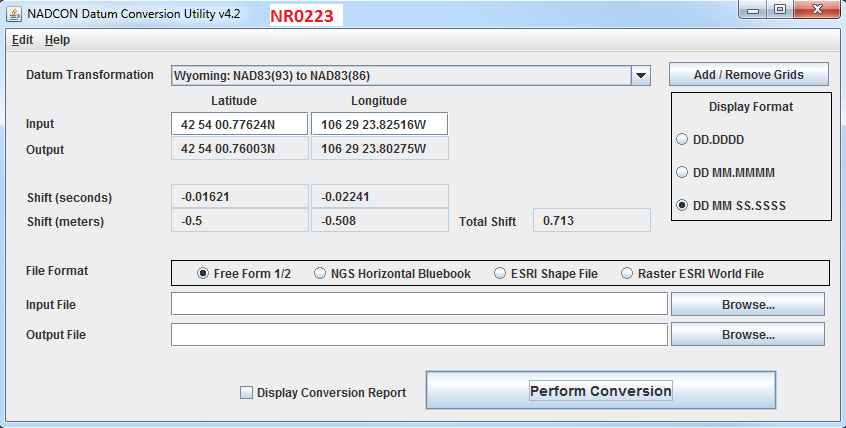 NADCON Datum Conversion Utility v4.2 NR0223
Edit Help
Datum Transformation Wyoming: NAD83(93) to NAD83(86) Add / Remove Grids
Latitude Longitude Display Format
Input 42 54 00.77624N 106 29 23.82516W
DD.DDDD
Output 42 54 00.76003N 106 29 23.80275W
DD MM.MMMM
Shift (seconds) -0.01621 -0.02241
DD MM SS.SSSS
Shift (meters) -0.5 -0.508 Total Shift 0.713
File Format Free Form 1/2 NGS Horizontal Bluebook ESRI Shape File Raster ESRI World File
Input File Browse...
Output File Browse...
Display Conversion Report Perform Conversion